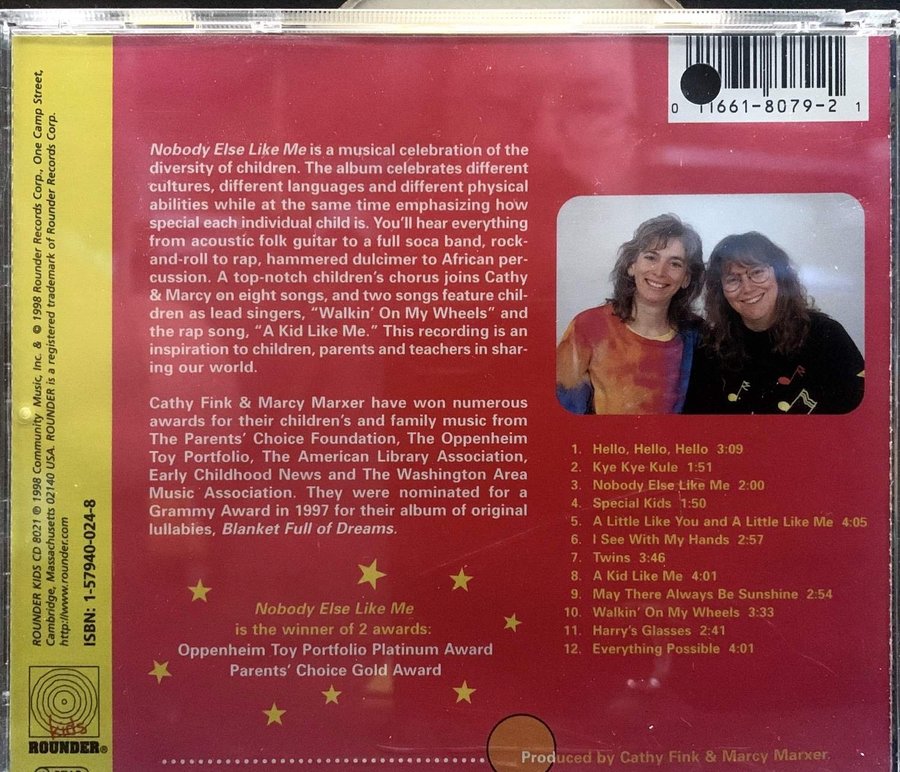 ROUNDER KIDS CD 8021 ℗ 1998 Community Music, Inc. & © 1998 Rounder Records Corp., One Camp Street,
Cambridge, Massachusetts 02140 USA. ROUNDER is a registered trademark of Rounder Records Corp.
http://www.rounder.com
ISBN: 1-57940-024-8
kids
ROUNDER®
0 11661-8079-2 1
Nobody Else Like Me is a musical celebration of the
diversity of children. The album celebrates different
cultures, different languages and different physical
abilities while at the same time emphasizing how
special each individual child is. You'll hear everything
from acoustic folk guitar to a full soca band, rock-
and-roll to rap, hammered dulcimer to African per-
cussion. A top-notch children's chorus joins Cathy
& Marcy on eight songs, and two songs feature chil-
dren as lead singers, "Walkin' On My Wheels" and
the rap song, "A Kid Like Me." This recording is an
inspiration to children, parents and teachers in shar-
ing our world.
Cathy Fink & Marcy Marxer have won numerous
awards for their children's and family music from
The Parents' Choice Foundation, The Oppenheim
Toy Portfolio, The American Library Association,
Early Childhood News and The Washington Area
Music Association. They were nominated for a
Grammy Award in 1997 for their album of original
lullabies, Blanket Full of Dreams.
Nobody Else Like Me
is the winner of 2 awards:
Oppenheim Toy Portfolio Platinum Award
Parents' Choice Gold Award
1. Hello, Hello, Hello 3:09
2. Kye Kye Kule 1:51
3. Nobody Else Like Me 2:00
4. Special Kids 1:50
5. A Little Like You and A Little Like Me 4:05
6. I See With My Hands 2:57
7. Twins 3:46
8. A Kid Like Me 4:01
9. May There Always Be Sunshine 2:54
10. Walkin' On My Wheels 3:33
11. Harry's Glasses 2:41
12. Everything Possible 4:01
Produced by Cathy Fink & Marcy Marxer.